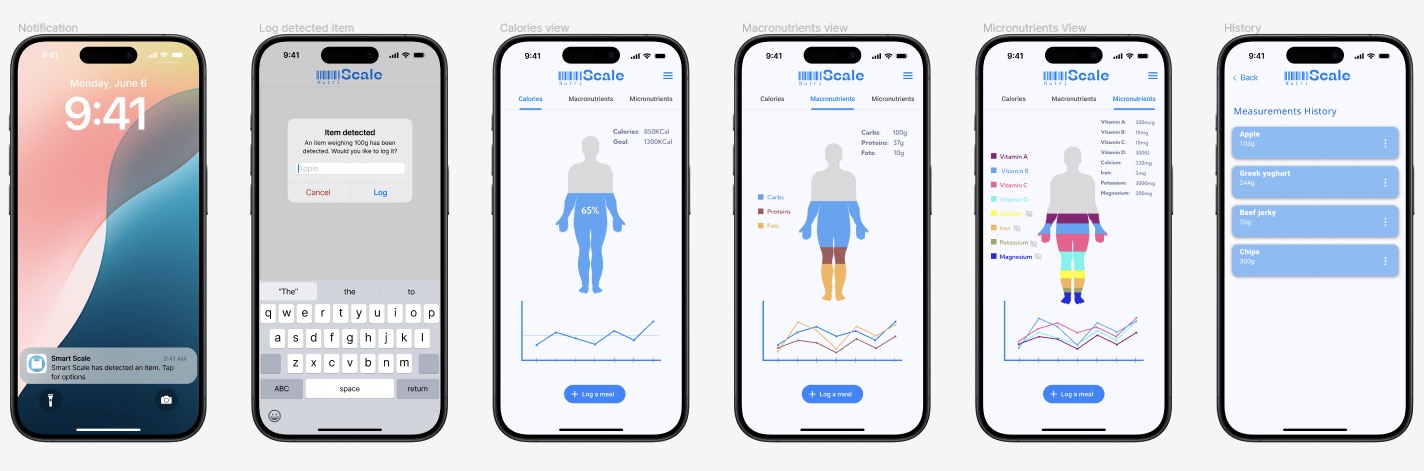 Notification
9:41
Monday, June 6
9:41
Smart Scale
9:41 AM
Smart Scale has detected an item. Tap
for options
Log detected item
9:41
Scale
Nutri
Item detected
An item weighing 100g has been
detected. Would you like to log it?
Apple
Cancel
Log
"The"
the
to
q w e r t y u i o p
a s d f g h j k l
z x c v b n m
ABC
space
return
Calories view
9:41
Scale
Nutri
Calories
Macronutrients
Micronutrients
Calories: 850KCal
Goal: 1300KCal
65%
+ Log a meal
Macronutrients view
9:41
Scale
Nutri
Calories
Macronutrients
Micronutrients
Carbs: 100g
Proteins: 37g
Fats: 10g
Carbs
Proteins
Fats
+ Log a meal
Micronutrients View
9:41
Scale
Nutri
Calories
Macronutrients
Micronutrients
Vitamin A: 300mcg
Vitamin B: 10mg
Vitamin C: 10mg
Vitamin D: 300IU
Calcium: 320mg
Iron: 3mg
Potassium: 3000mg
Magnesium: 300mg
Vitamin A
Vitamin B
Vitamin C
Vitamin D
Calcium
Iron
Potassium
Magnesium
+ Log a meal
History
9:41
Back
Scale
Nutri
Measurements History
Apple
103g
Greek yoghurt
244g
Beef jerky
20g
Chips
300g